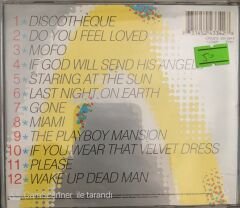 1 DISCOTHÈQUE
2 DO YOU FEEL LOVED
3 MOFO
4 IF GOD WILL SEND HIS ANGELS
5 STARING AT THE SUN
6 LAST NIGHT ON EARTH
7 GONE
8 MIAMI
9 THE PLAYBOY MANSION
10 IF YOU WEAR THAT VELVET DRESS
11 PLEASE
12 WAKE UP DEAD MAN
ile tarandı